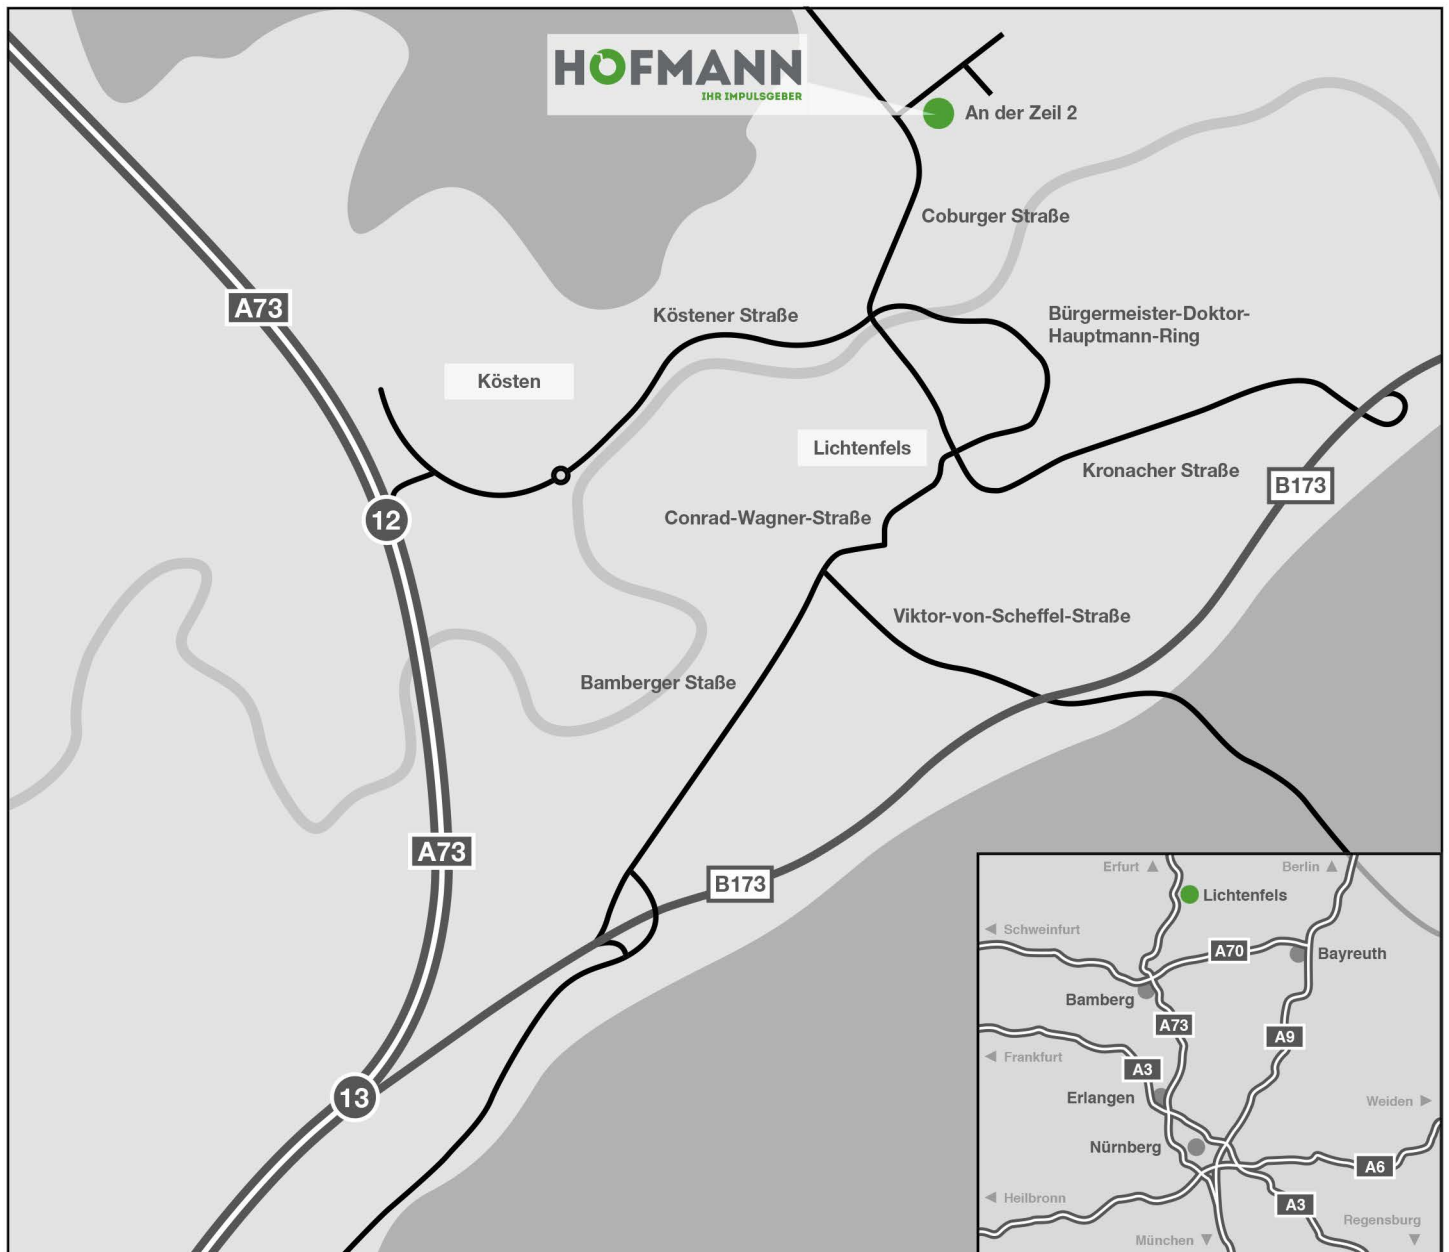 HOFMANN
IHR IMPULSGEBER
An der Zeil 2
Coburger Straße
A73
Köstener Straße
Bürgermeister-Doktor-
Hauptmann-Ring
Kösten
Lichtenfels
Kronacher Straße
B173
12
Conrad-Wagner-Straße
Viktor-von-Scheffel-Straße
Bamberger Staße
A73
B173
13
Erfurt
Berlin
Lichtenfels
Schweinfurt
A70
Bayreuth
Bamberg
A73
A9
Frankfurt
A3
Erlangen
Weiden
Nürnberg
A6
Heilbronn
A3
Regensburg
München